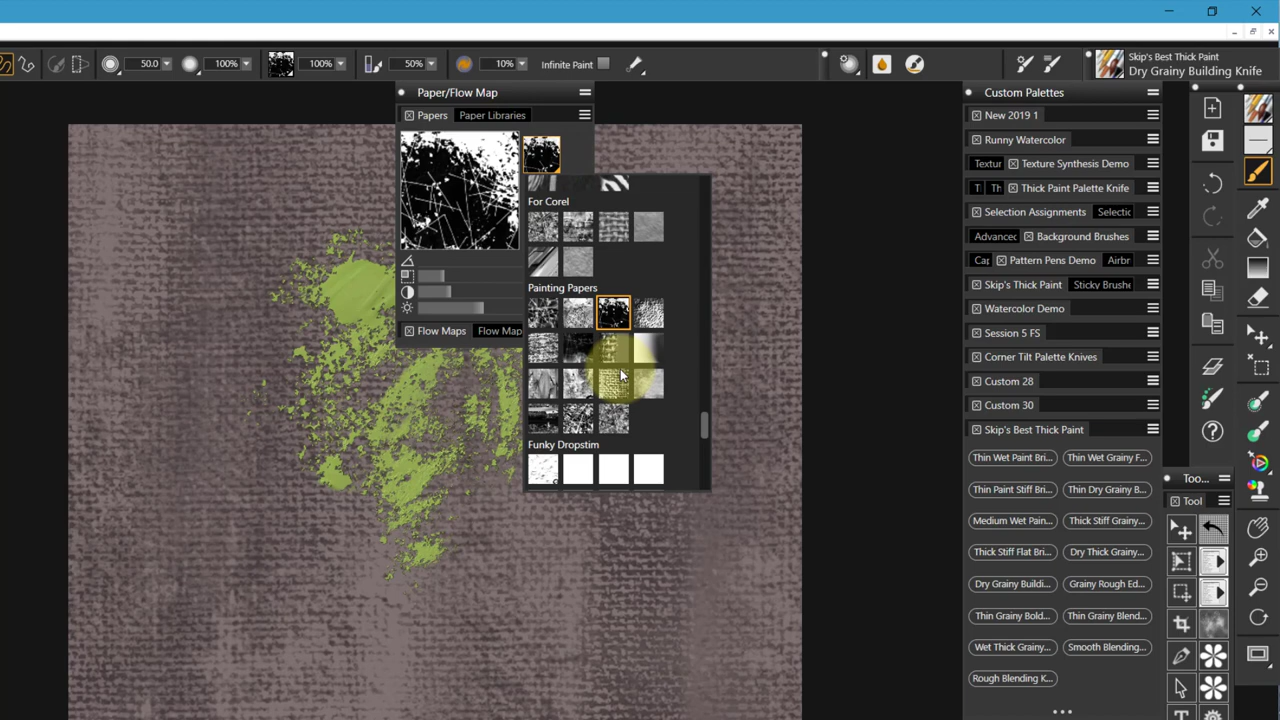 50.0
100%
100%
50%
10%
Infinite Paint
Skip's Best Thick Paint
Dry Grainy Building Knife
Paper/Flow Map
Papers
Paper Libraries
For Corel
Painting Papers
Funky Dropstim
Flow Maps
Flow Map
Custom Palettes
New 2019 1
Runny Watercolor
Textur
Texture Synthesis Demo
T
Th
Thick Paint Palette Knife
Selection Assignments
Selectic
Advanced
Background Brushes
Cap
Pattern Pens Demo
Airbr
Skip's Thick Paint
Sticky Brushe
Watercolor Demo
Session 5 FS
Corner Tilt Palette Knives
Custom 28
Custom 30
Skip's Best Thick Paint
Thin Wet Paint Bri...
Thin Wet Grainy F...
Thin Paint Stiff Bri...
Thin Dry Grainy B...
Medium Wet Pain...
Thick Stiff Grainy...
Thick Stiff Flat Bri...
Dry Thick Grainy...
Dry Grainy Buildi...
Grainy Rough Ed...
Thin Grainy Bold...
Thin Grainy Blend...
Wet Thick Grainy...
Smooth Blending...
Rough Blending K...
Too...
Tool